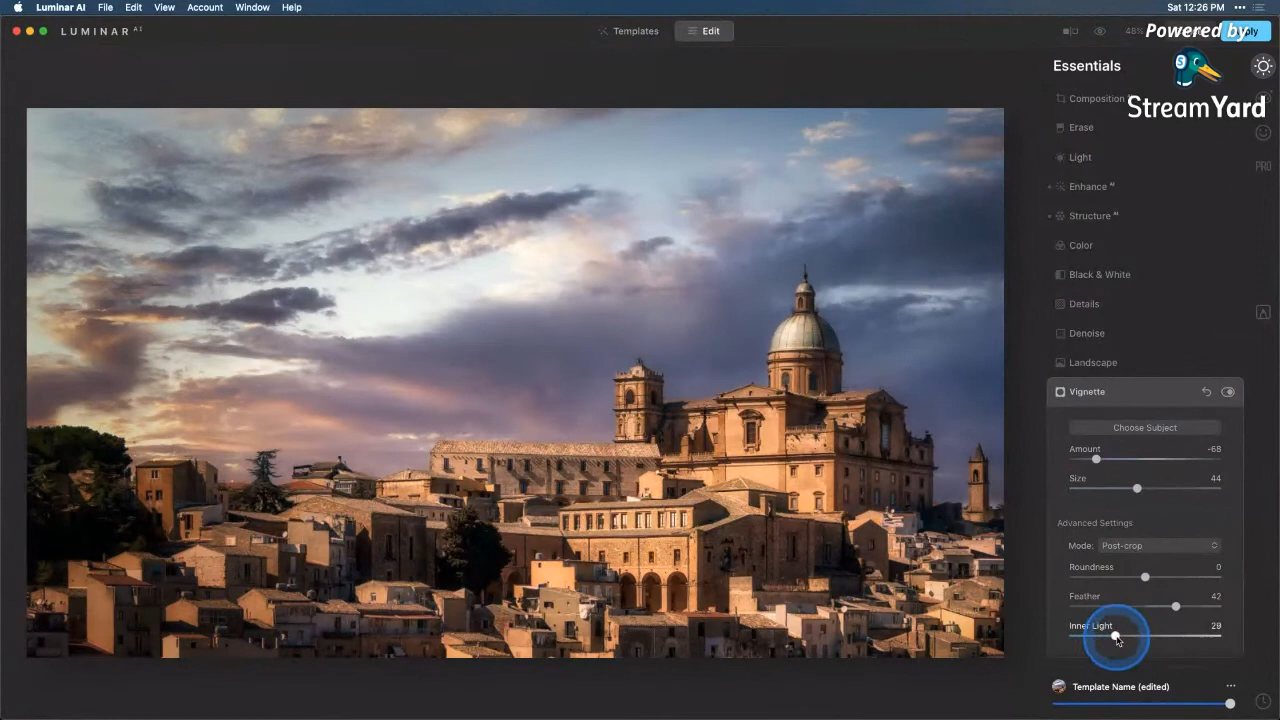 Luminar AI File Edit View Account Window Help Sat 12:26 PM
LUMINAR AI Templates Edit 48%
Powered by
StreamYard
Essentials
Composition
Erase
Light
Enhance AI
Structure AI
Color
Black & White
Details
Denoise
Landscape
Vignette
Choose Subject
Amount -68
Size 44
Advanced Settings
Mode: Post-crop
Roundness 0
Feather 42
Inner Light 29
Template Name (edited)
PRO